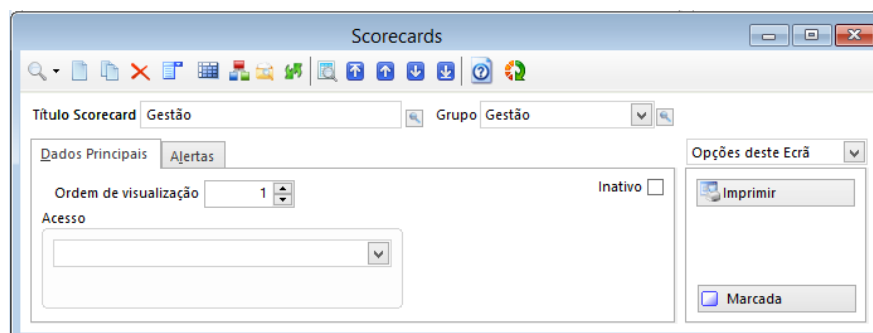 Scorecards
Título Scorecard Gestão Grupo Gestão
Dados Principais Alertas Opções deste Ecrã
Ordem de visualização 1 Inativo Imprimir
Acesso
Marcada